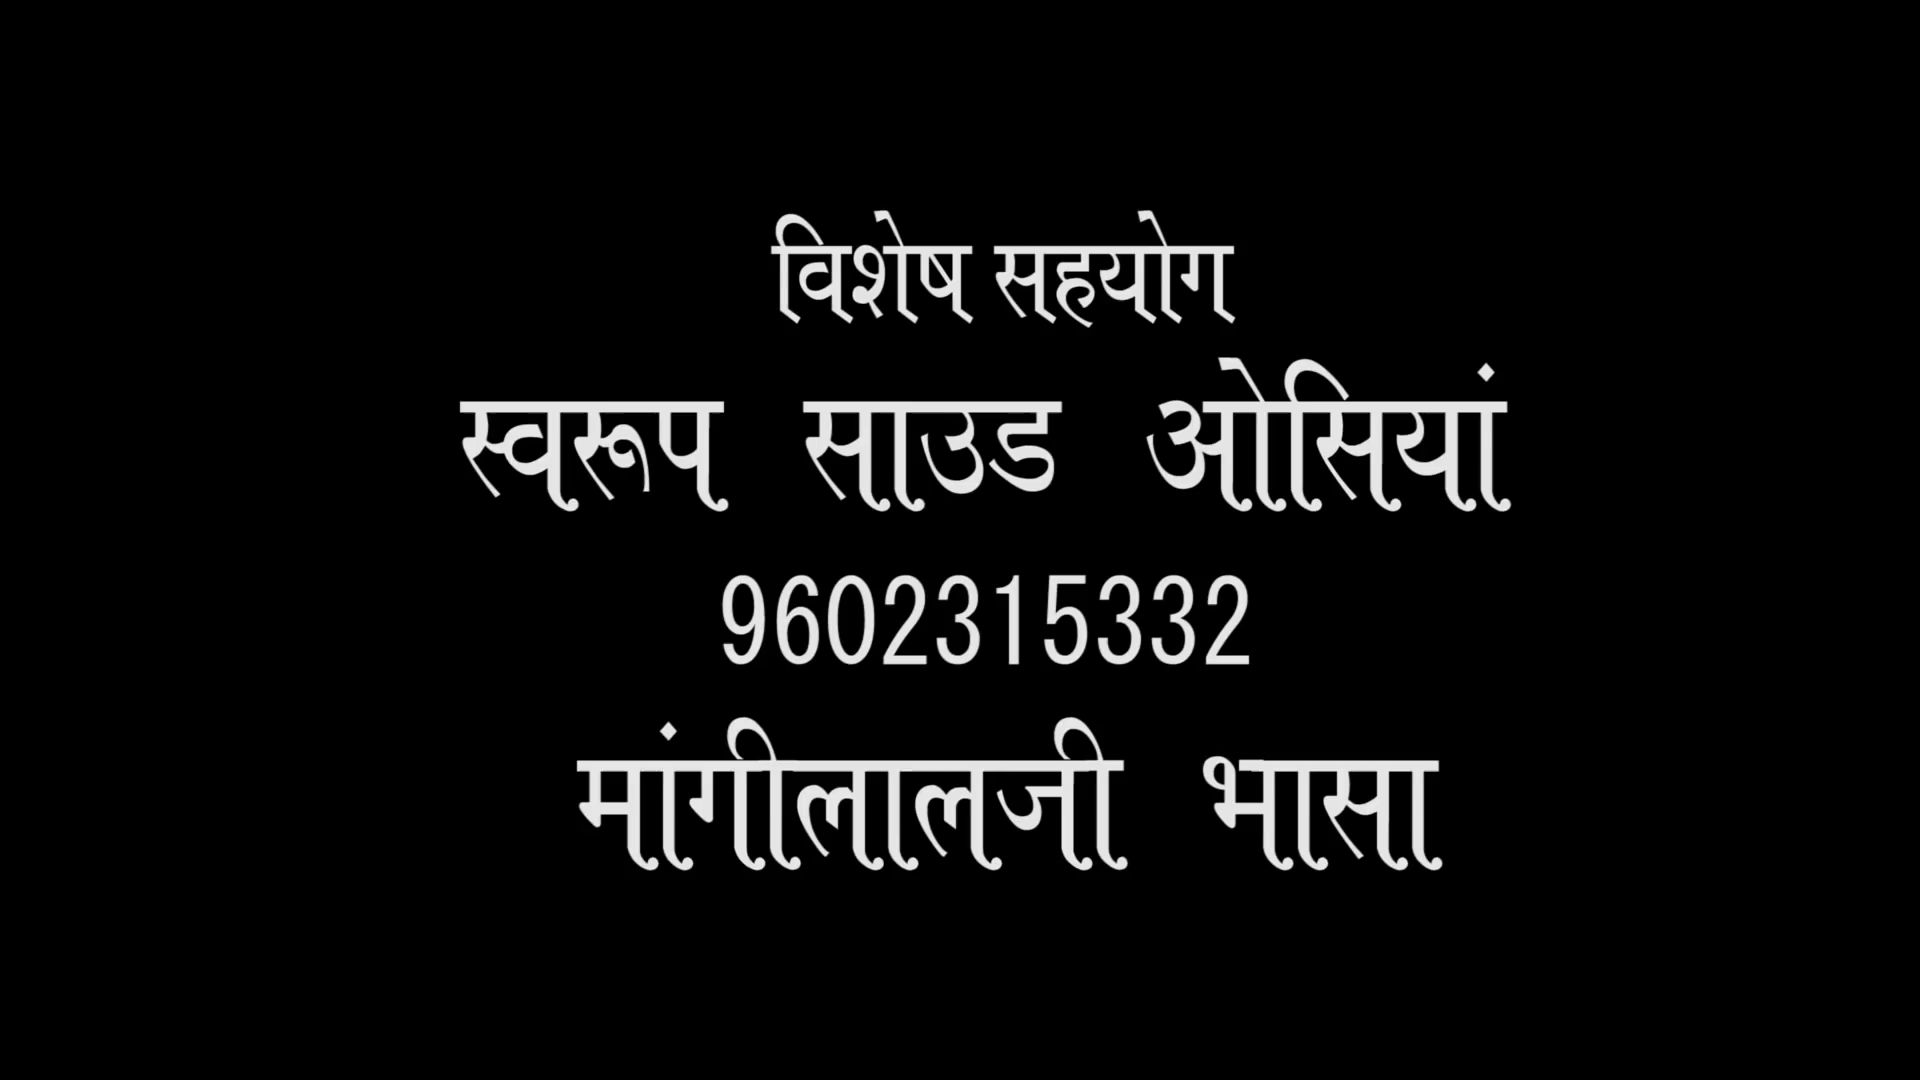 विशेष सहयोग
स्वरूप साउड ओसियां
9602315332
मांगीलालजी भासा